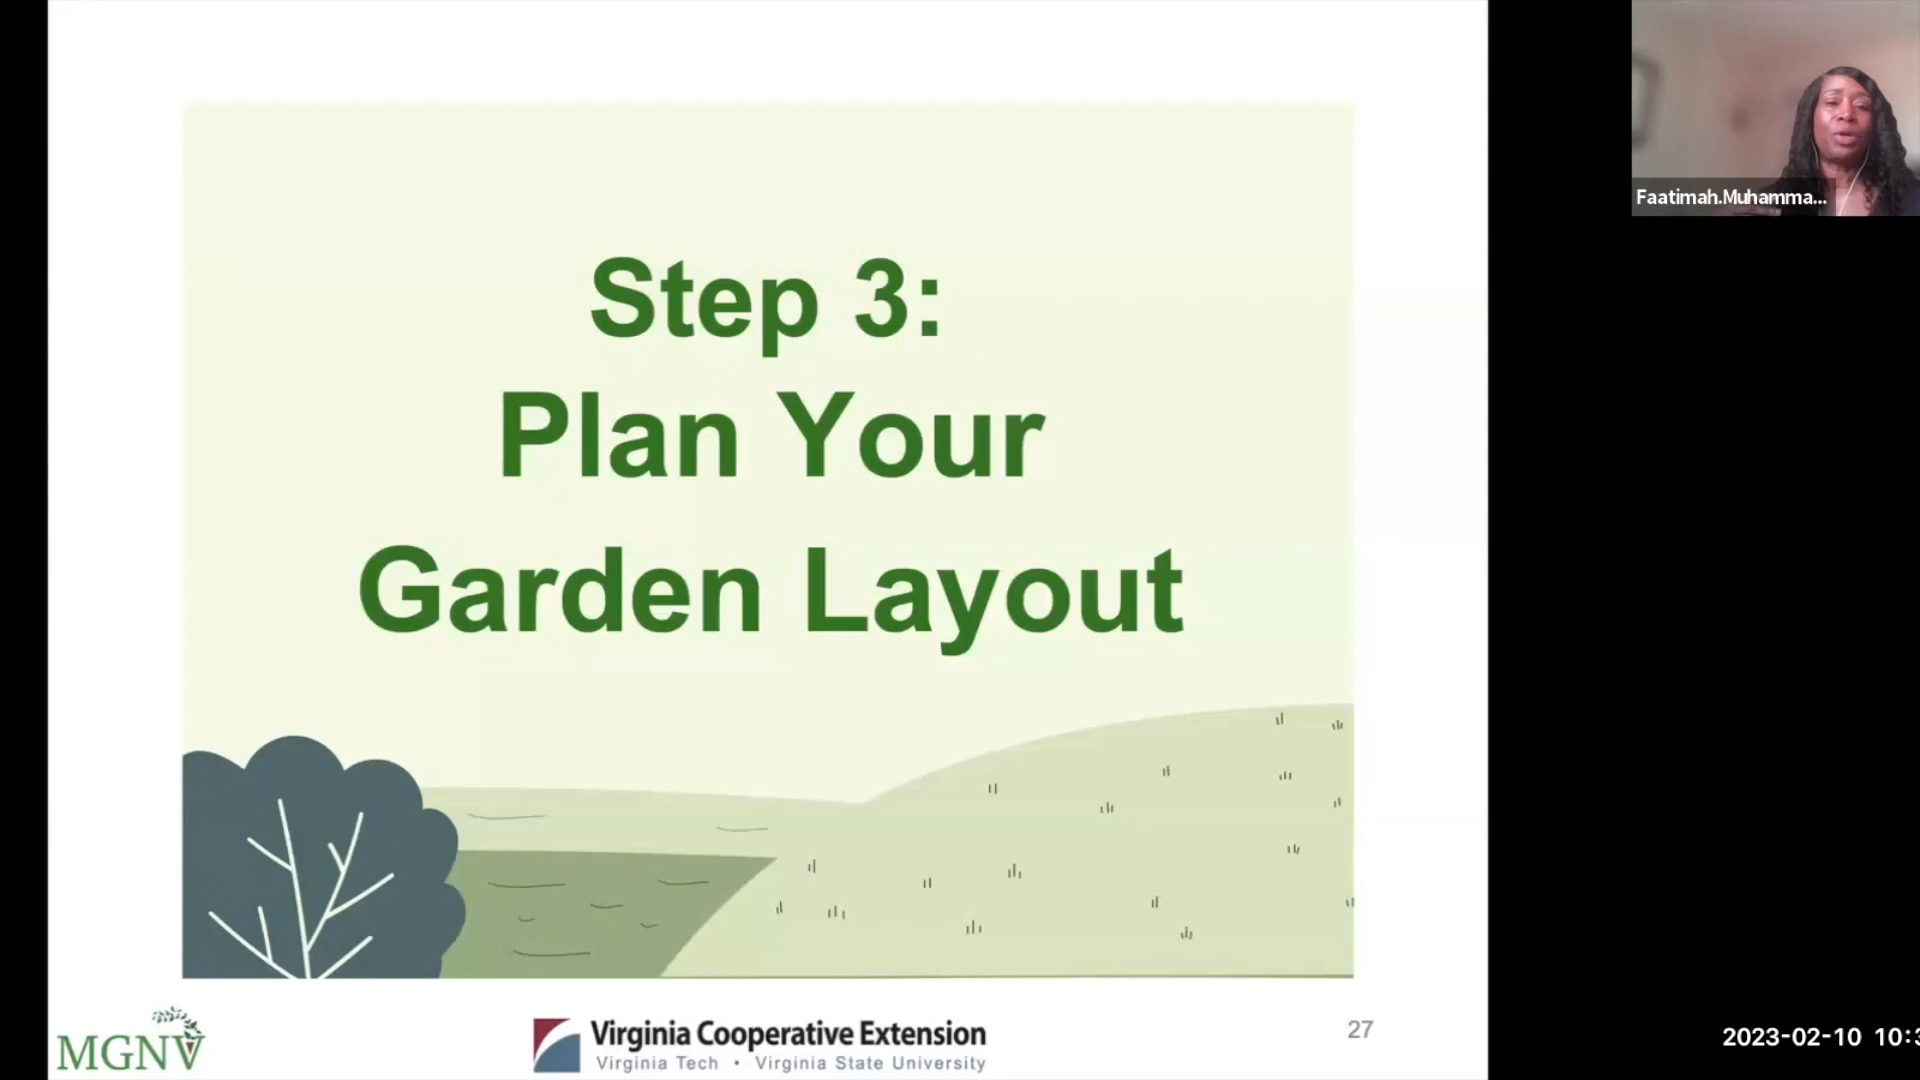 Step 3:
Plan Your
Garden Layout
Faatimah.Muhamma...
MGNV
Virginia Cooperative Extension
Virginia Tech • Virginia State University
27
2023-02-10 10:3